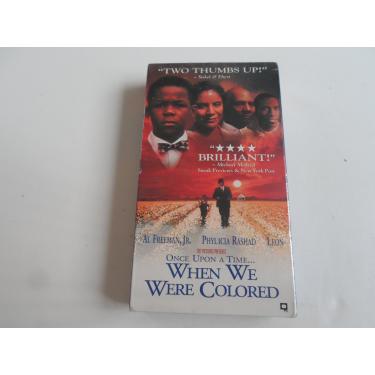 "TWO THUMBS UP!"
- Siskel & Ebert
"★★★★
BRILLIANT!"
- Michael Medved
Sneak Previews & New York Post
AL FREEMAN, JR. PHYLICIA RASHAD LEON
ONCE UPON A TIME...
WHEN WE
WERE COLORED